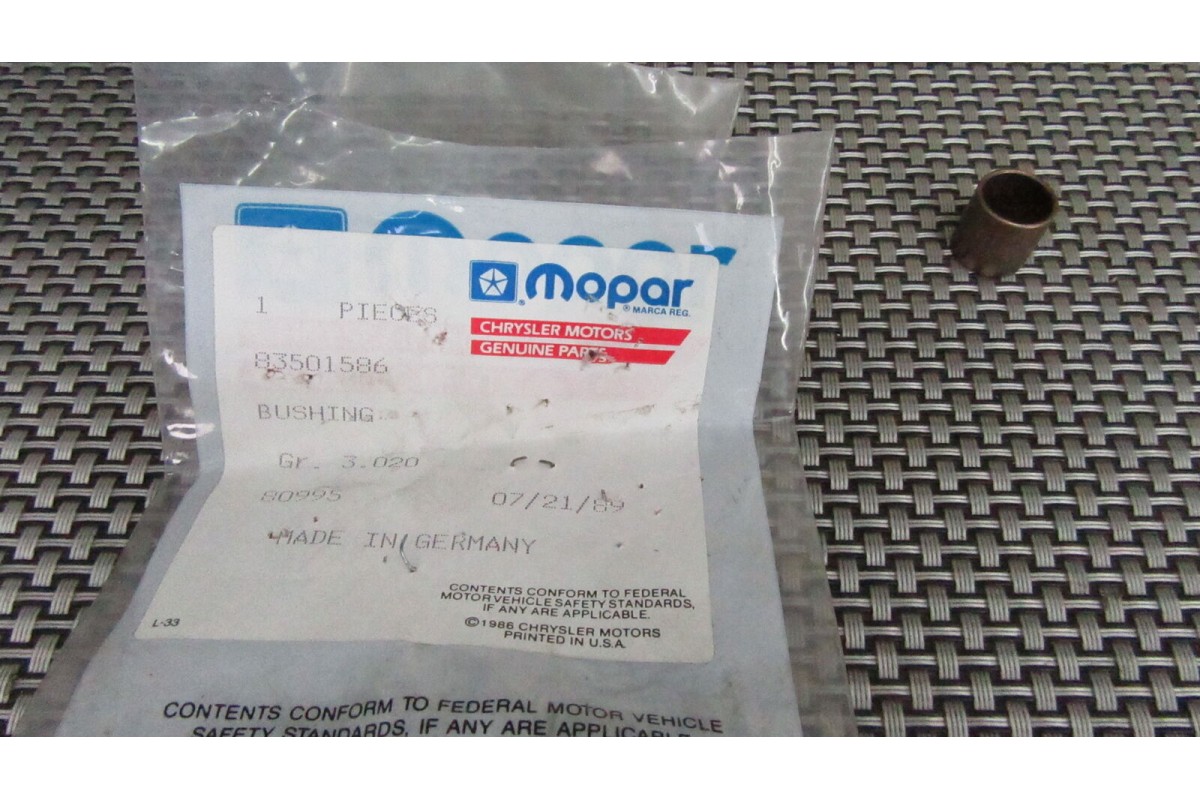 Mopar
1 PIECES
Mopar
® MARCA REG.
CHRYSLER MOTORS
GENUINE PARTS
83501586
BUSHING
Gr. 3.020
80995 07/21/89
MADE IN GERMANY
CONTENTS CONFORM TO FEDERAL
MOTOR VEHICLE SAFETY STANDARDS,
IF ANY ARE APPLICABLE.
L-33
©1986 CHRYSLER MOTORS
PRINTED IN U.S.A.
CONTENTS CONFORM TO FEDERAL MOTOR VEHICLE
SAFETY STANDARDS, IF ANY ARE APPLICABLE.